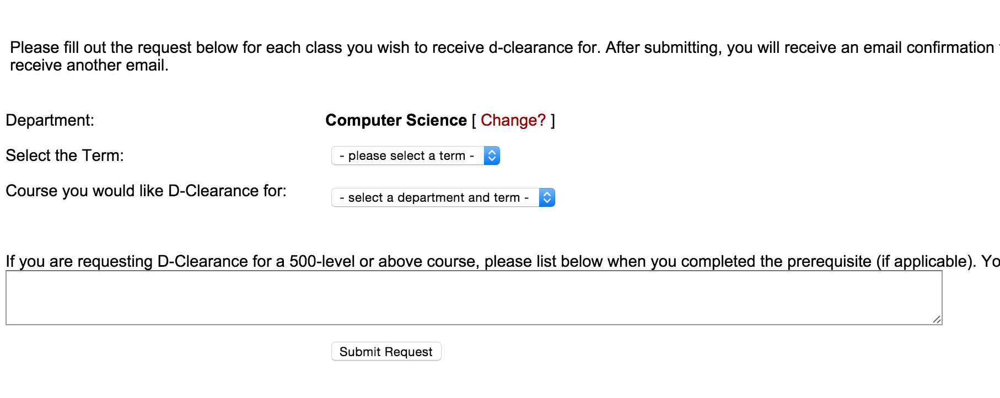 Please fill out the request below for each class you wish to receive d-clearance for. After submitting, you will receive an email confirmation
receive another email.
Department: Computer Science [ Change? ]
Select the Term: - please select a term -
Course you would like D-Clearance for: - select a department and term -
If you are requesting D-Clearance for a 500-level or above course, please list below when you completed the prerequisite (if applicable). Yo
Submit Request